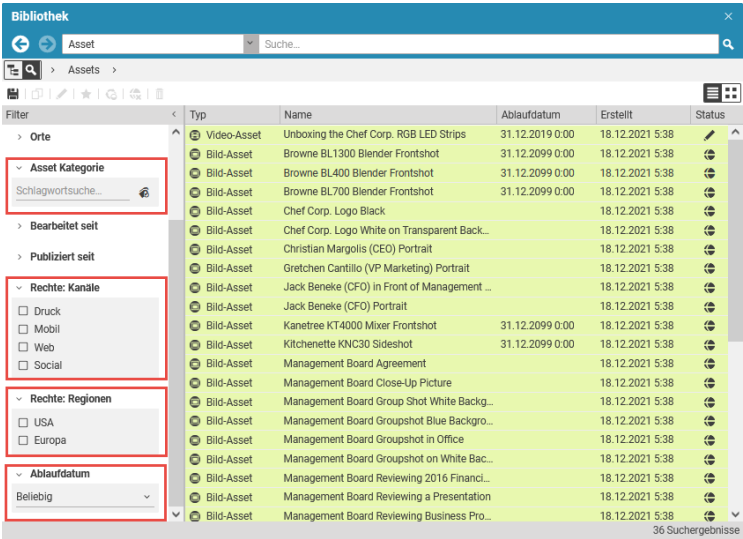 Bibliothek
Asset Suche...
Assets
Filter Typ Name Ablaufdatum Erstellt Status
Orte
Asset Kategorie
Schlagwortsuche...
Bearbeitet seit
Publiziert seit
Rechte: Kanäle
Druck
Mobil
Web
Social
Rechte: Regionen
USA
Europa
Ablaufdatum
Beliebig
Video-Asset Unboxing the Chef Corp. RGB LED Strips 31.12.2019 0:00 18.12.2021 5:38
Bild-Asset Browne BL1300 Blender Frontshot 31.12.2099 0:00 18.12.2021 5:38
Bild-Asset Browne BL400 Blender Frontshot 31.12.2099 0:00 18.12.2021 5:38
Bild-Asset Browne BL700 Blender Frontshot 31.12.2099 0:00 18.12.2021 5:38
Bild-Asset Chef Corp. Logo Black 18.12.2021 5:38
Bild-Asset Chef Corp. Logo White on Transparent Back... 18.12.2021 5:38
Bild-Asset Christian Margolis (CEO) Portrait 18.12.2021 5:38
Bild-Asset Gretchen Cantillo (VP Marketing) Portrait 18.12.2021 5:38
Bild-Asset Jack Beneke (CFO) in Front of Management ... 18.12.2021 5:38
Bild-Asset Jack Beneke (CFO) Portrait 18.12.2021 5:38
Bild-Asset Kanetree KT4000 Mixer Frontshot 31.12.2099 0:00 18.12.2021 5:38
Bild-Asset Kitchenette KNC30 Sideshot 31.12.2099 0:00 18.12.2021 5:38
Bild-Asset Management Board Agreement 18.12.2021 5:38
Bild-Asset Management Board Close-Up Picture 18.12.2021 5:38
Bild-Asset Management Board Group Shot White Backg... 18.12.2021 5:38
Bild-Asset Management Board Groupshot Blue Backgro... 18.12.2021 5:38
Bild-Asset Management Board Groupshot in Office 18.12.2021 5:38
Bild-Asset Management Board Groupshot on White Bac... 18.12.2021 5:38
Bild-Asset Management Board Reviewing 2016 Financi... 18.12.2021 5:38
Bild-Asset Management Board Reviewing a Presentation 18.12.2021 5:38
Bild-Asset Management Board Reviewing Business Pro... 18.12.2021 5:38
36 Suchergebnisse